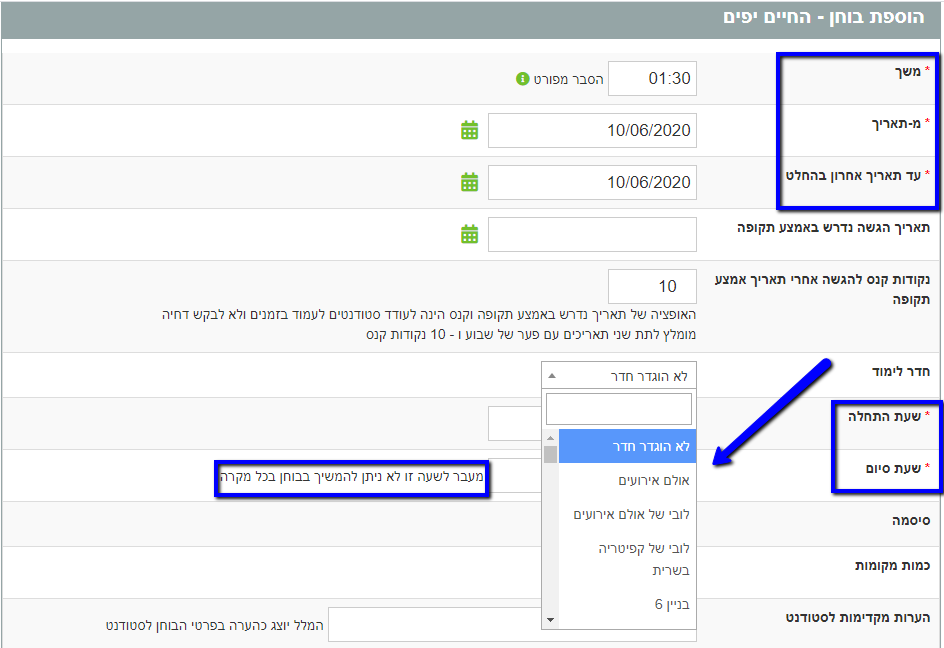 הוספת בוחן - החיים יפים
* משך
01:30
הסבר מפורט
* מ-תאריך
10/06/2020
* עד תאריך אחרון בהחלט
10/06/2020
תאריך הגשה נדרש באמצע תקופה
נקודות קנס להגשה אחרי תאריך אמצע
תקופה
10
האופציה של תאריך נדרש באמצע תקופה וקנס הינה לעודד סטודנטים לעמוד בזמנים ולא לבקש דחיה
מומלץ לתת שני תאריכים עם פער של שבוע ו - 10 נקודות קנס
חדר לימוד
לא הוגדר חדר
לא הוגדר חדר
אולם אירועים
לובי של אולם אירועים
לובי של קפיטריה
בשרית
בניין 6
* שעת התחלה
* שעת סיום
מעבר לשעה זו לא ניתן להמשיך בבוחן בכל מקרה
סיסמה
כמות מקומות
הערות מקדימות לסטודנט
המלל יוצג כהערה בפרטי הבוחן לסטודנט